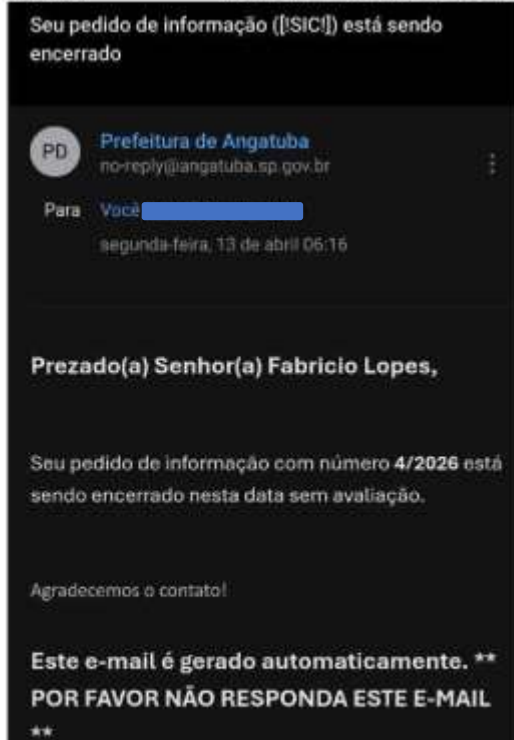 Seu pedido de informação ([!SIC!]) está sendo
encerrado
PD
Prefeitura de Angatuba
no-reply@angatuba.sp.gov.br
Para Você
segunda-feira, 13 de abril 06:16
Prezado(a) Senhor(a) Fabricio Lopes,
Seu pedido de informação com número 4/2026 está
sendo encerrado nesta data sem avaliação.
Agradecemos o contato!
Este e-mail é gerado automaticamente. **
POR FAVOR NÃO RESPONDA ESTE E-MAIL
**